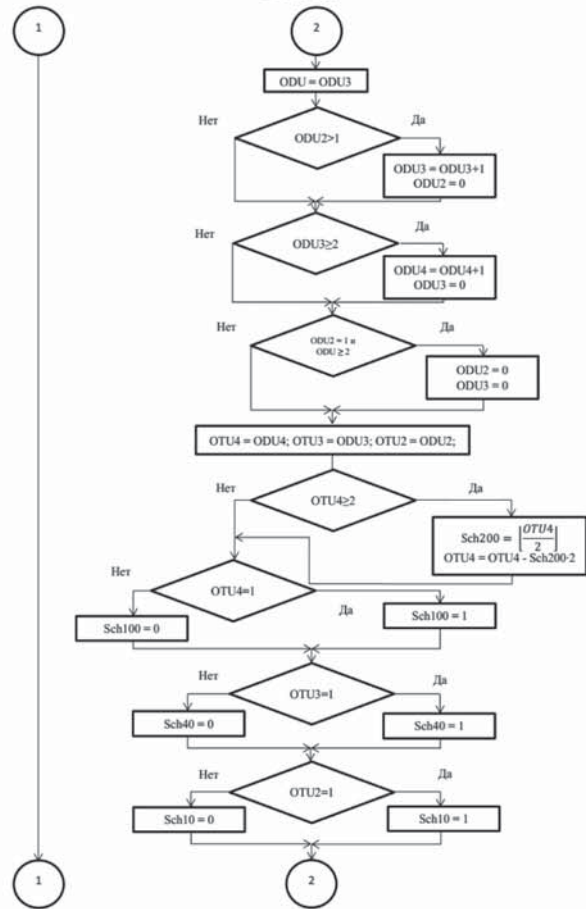 1
2
ODU = ODU3
Нет
Да
ODU2>1
ODU3 = ODU3+1
ODU2 = 0
Нет
Да
ODU3≥2
ODU4 = ODU4+1
ODU3 = 0
Нет
Да
ODU2 = 1 и
ODU ≥ 2
ODU2 = 0
ODU3 = 0
OTU4 = ODU4; OTU3 = ODU3; OTU2 = ODU2;
Нет
Да
OTU4≥2
Sch200 = ⌊OTU4/2⌋
OTU4 = OTU4 - Sch200·2
Нет
OTU4=1
Да
Sch100 = 0
Sch100 = 1
Нет
Да
OTU3=1
Sch40 = 0
Sch40 = 1
Нет
Да
OTU2=1
Sch10 = 0
Sch10 = 1
1
2